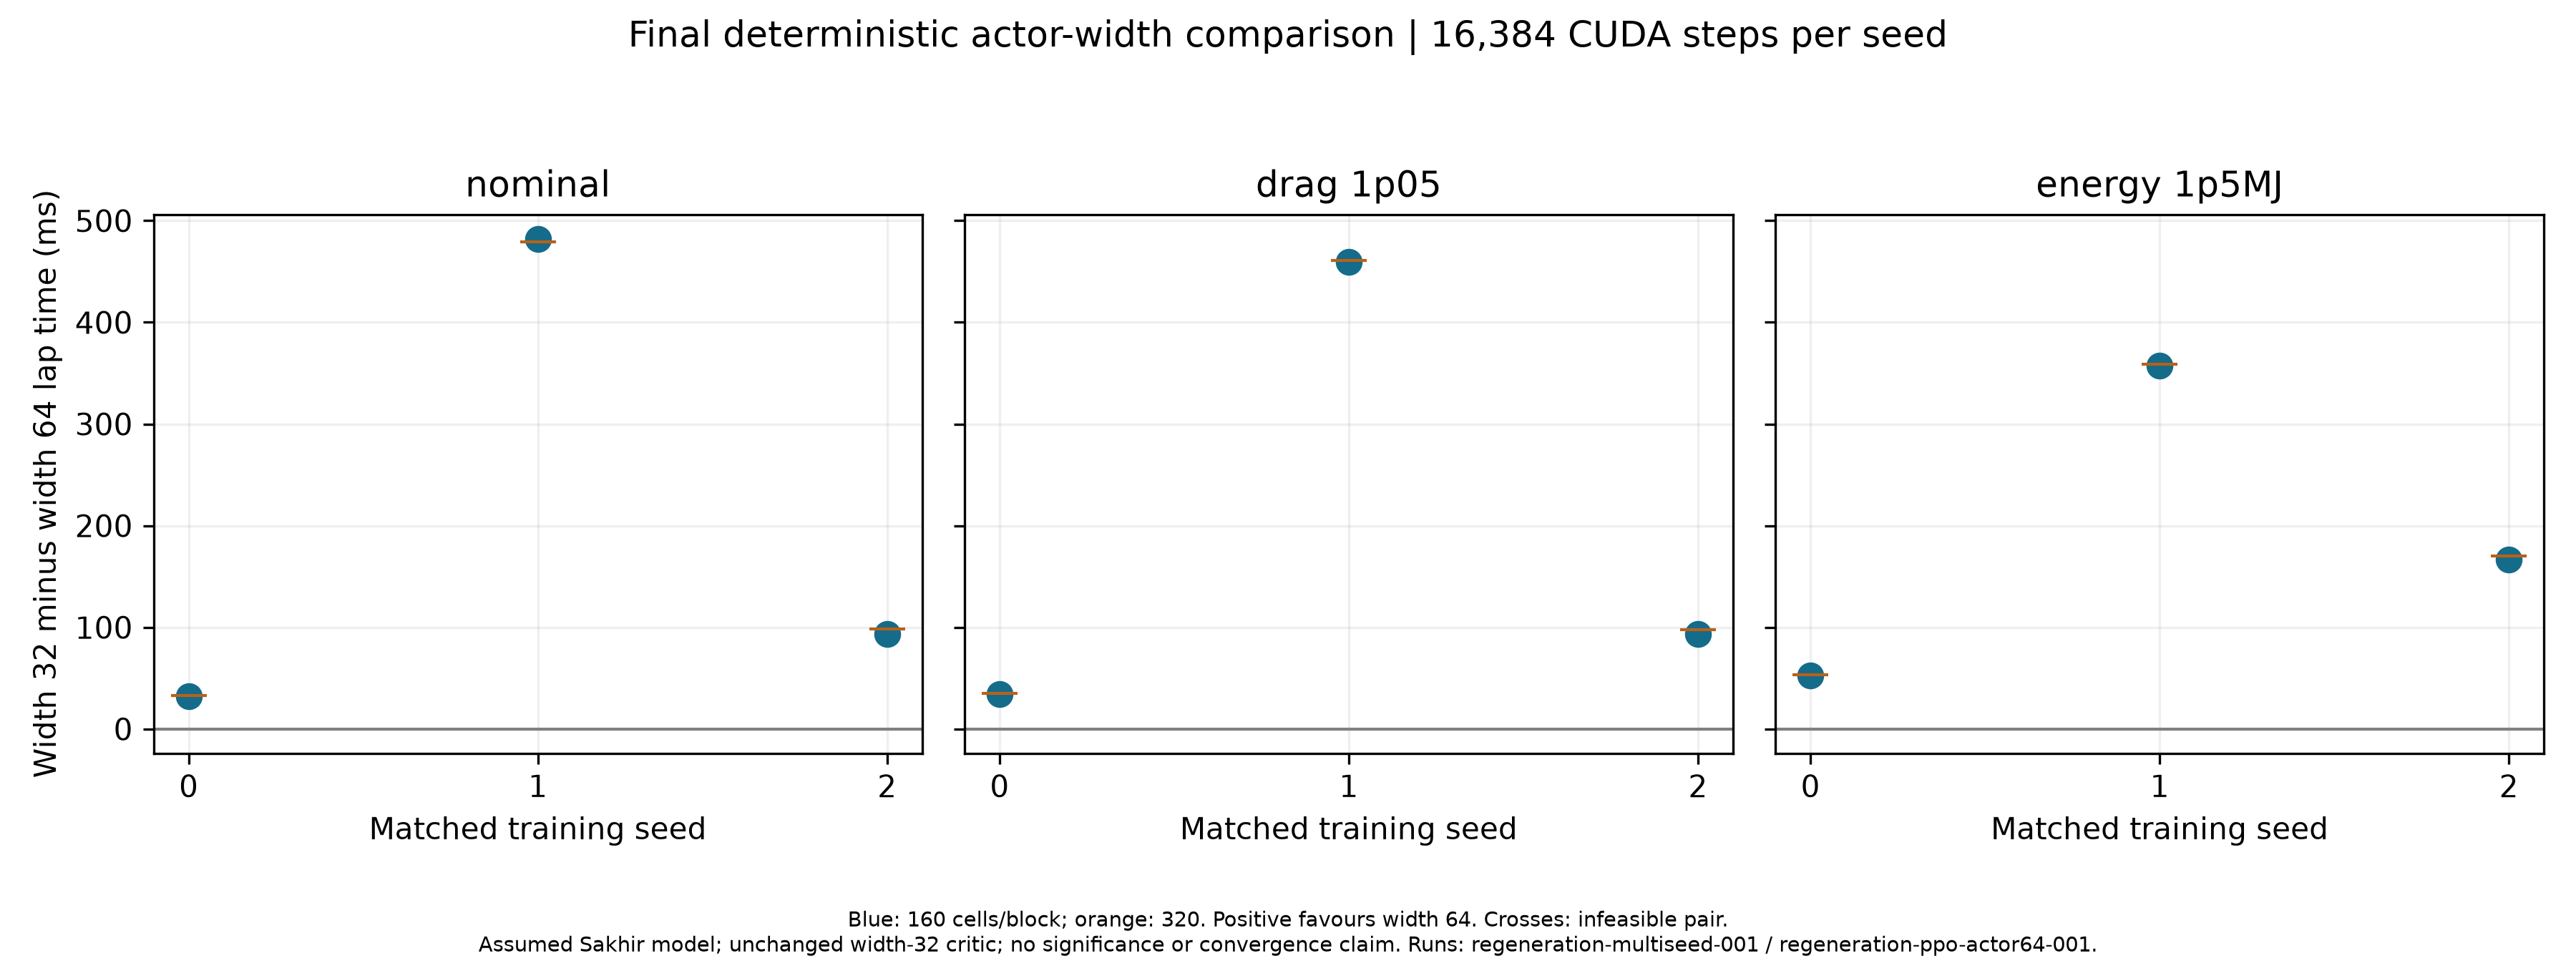 Final deterministic actor-width comparison | 16,384 CUDA steps per seed
nominal
drag 1p05
energy 1p5MJ
Width 32 minus width 64 lap time (ms)
500
400
300
200
100
0
0 1 2
0 1 2
0 1 2
Matched training seed
Matched training seed
Matched training seed
Blue: 160 cells/block; orange: 320. Positive favours width 64. Crosses: infeasible pair.
Assumed Sakhir model; unchanged width-32 critic; no significance or convergence claim. Runs: regeneration-multiseed-001 / regeneration-ppo-actor64-001.